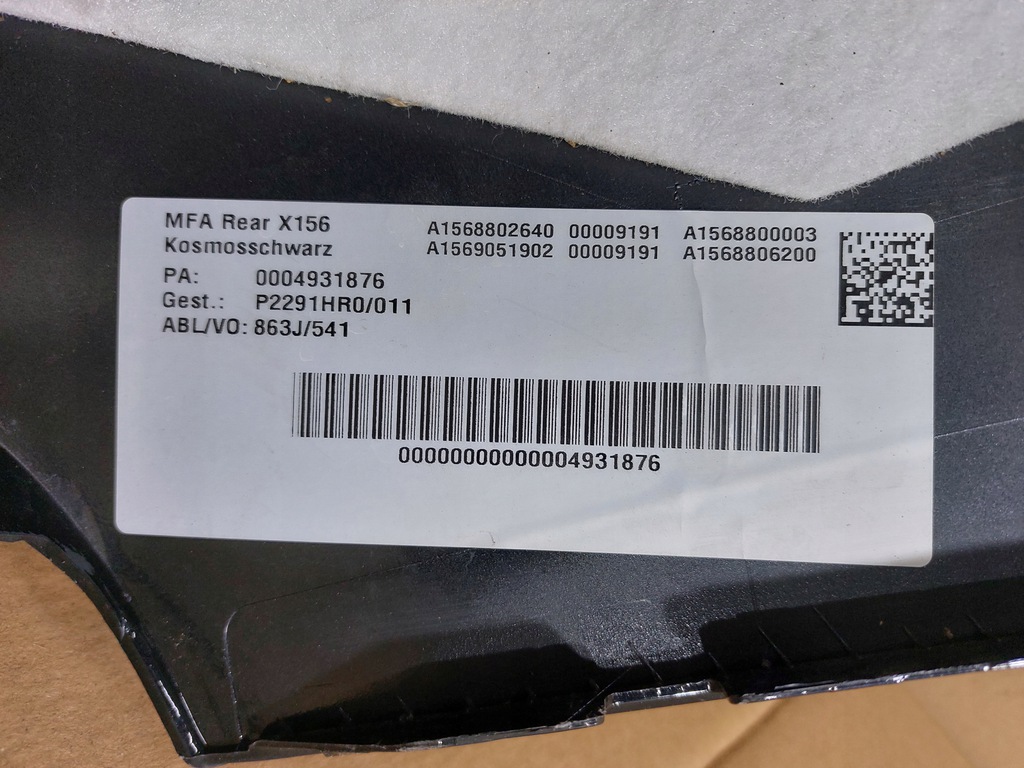 MFA Rear X156
Kosmosschwarz
A1568802640 00009191 A1568800003
A1569051902 00009191 A1568806200
PA: 0004931876
Gest.: P2291HR0/011
ABL/VO: 863J/541
00000000000004931876